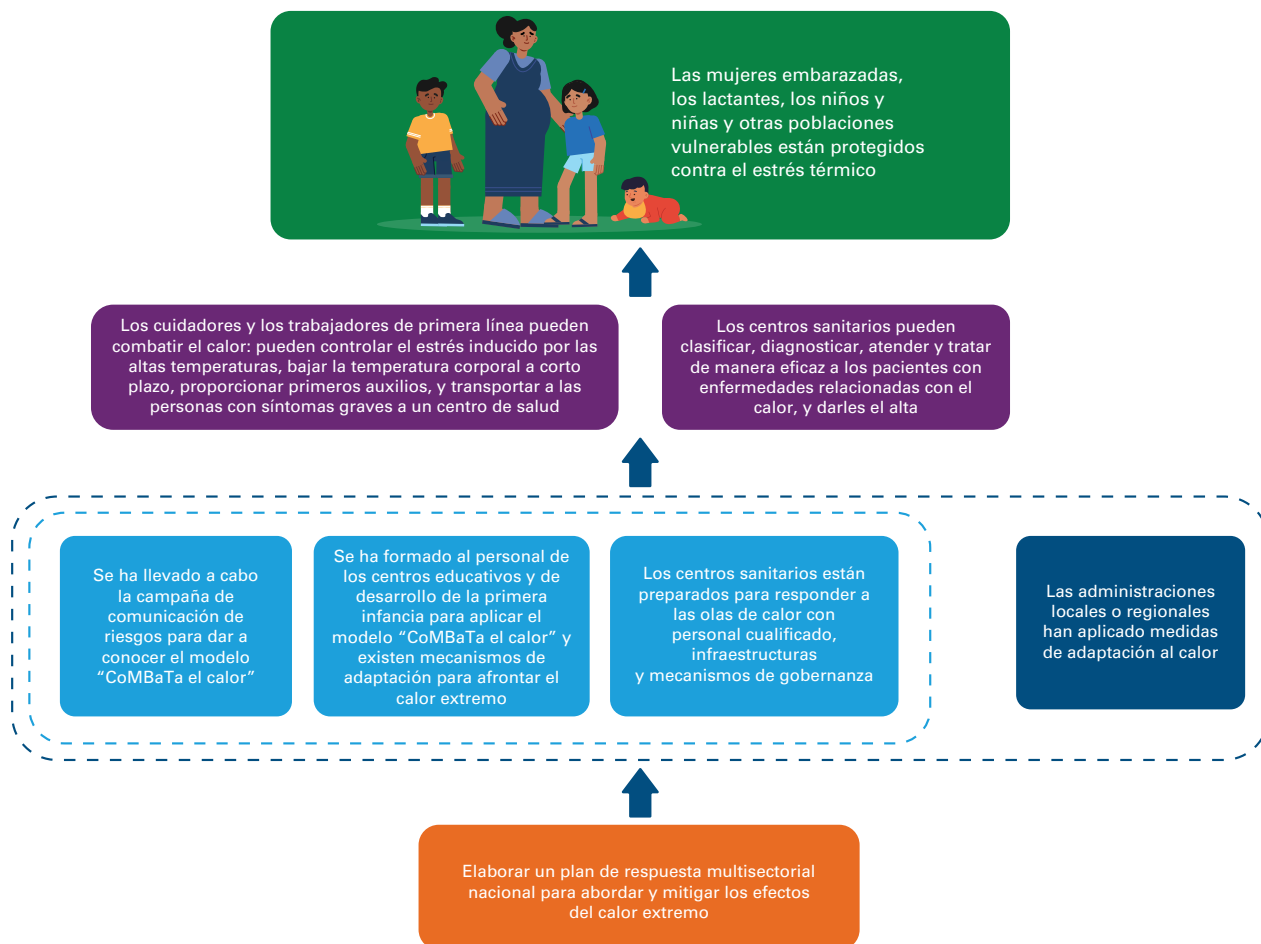 Las mujeres embarazadas,
los lactantes, los niños y
niñas y otras poblaciones
vulnerables están protegidos
contra el estrés térmico
Los cuidadores y los trabajadores de primera línea pueden
combatir el calor: pueden controlar el estrés inducido por las
altas temperaturas, bajar la temperatura corporal a corto
plazo, proporcionar primeros auxilios, y transportar a las
personas con síntomas graves a un centro de salud
Los centros sanitarios pueden
clasificar, diagnosticar, atender y tratar
de manera eficaz a los pacientes con
enfermedades relacionadas con el
calor, y darles el alta
Se ha llevado a cabo
la campaña de
comunicación de
riesgos para dar a
conocer el modelo
“CoMBaTa el calor”
Se ha formado al personal de
los centros educativos y de
desarrollo de la primera
infancia para aplicar el
modelo “CoMBaTa el calor” y
existen mecanismos de
adaptación para afrontar el
calor extremo
Los centros sanitarios están
preparados para responder a
las olas de calor con
personal cualificado,
infraestructuras
y mecanismos de gobernanza
Las administraciones
locales o regionales
han aplicado medidas
de adaptación al calor
Elaborar un plan de respuesta multisectorial
nacional para abordar y mitigar los efectos
del calor extremo